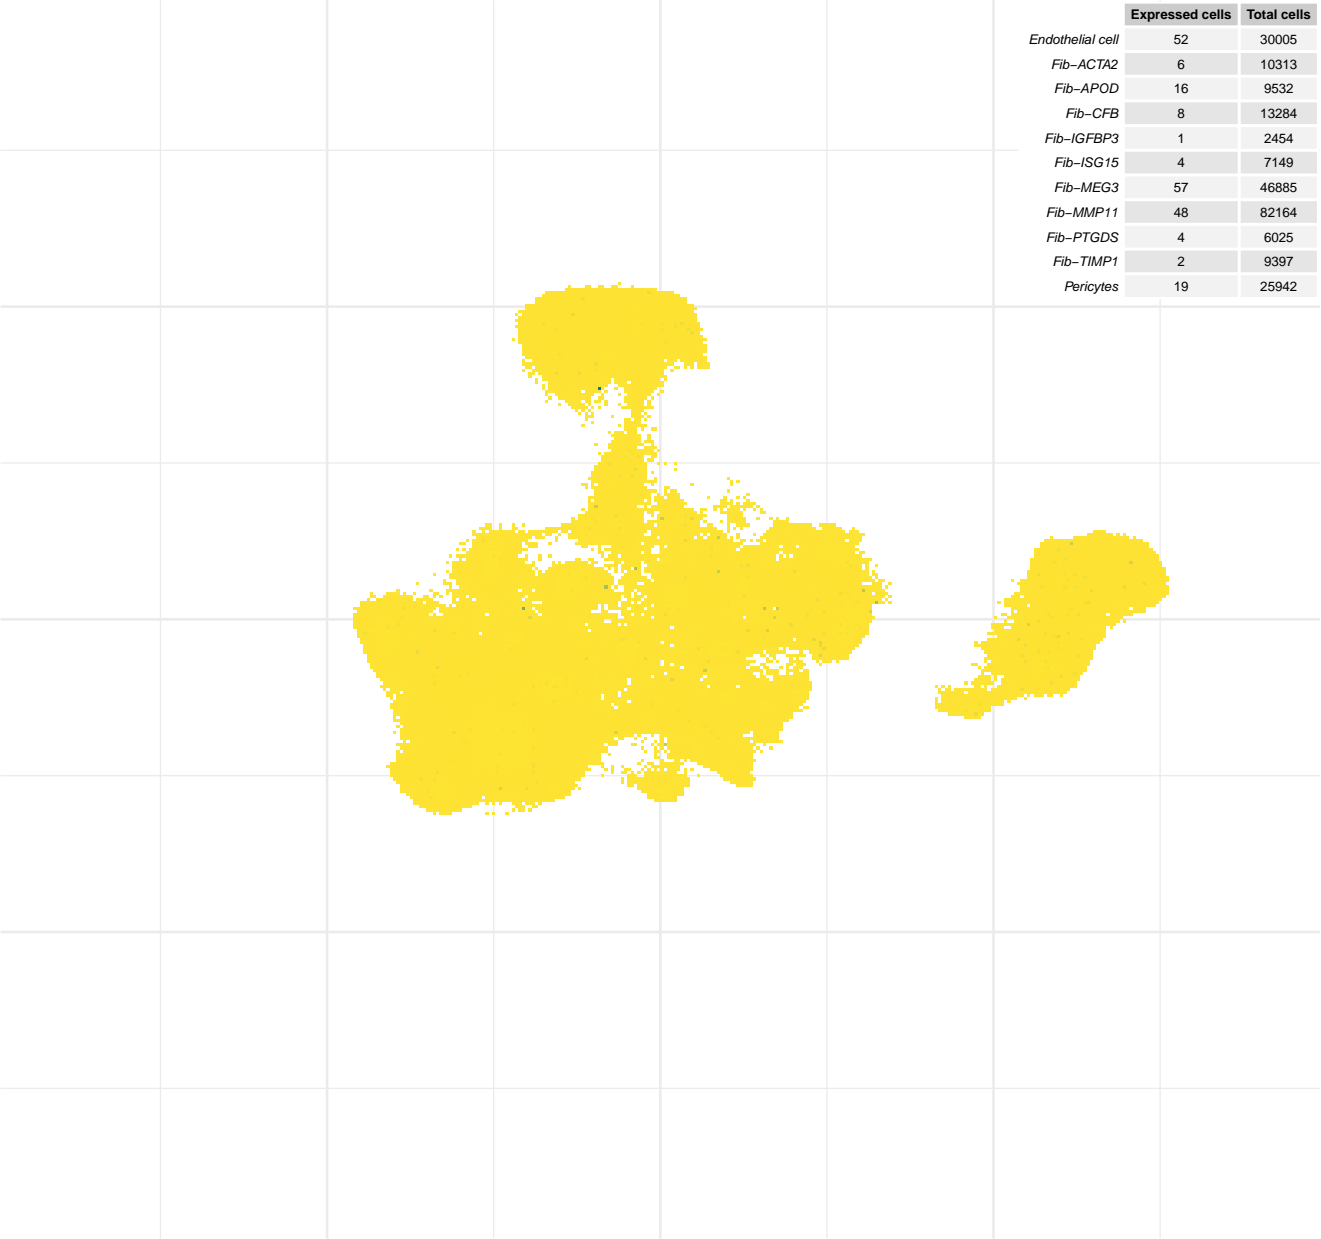 Expressed cells Total cells
Endothelial cell 52 30005
Fib−ACTA2 6 10313
Fib−APOD 16 9532
Fib−CFB 8 13284
Fib−IGFBP3 1 2454
Fib−ISG15 4 7149
Fib−MEG3 57 46885
Fib−MMP11 48 82164
Fib−PTGDS 4 6025
Fib−TIMP1 2 9397
Pericytes 19 25942